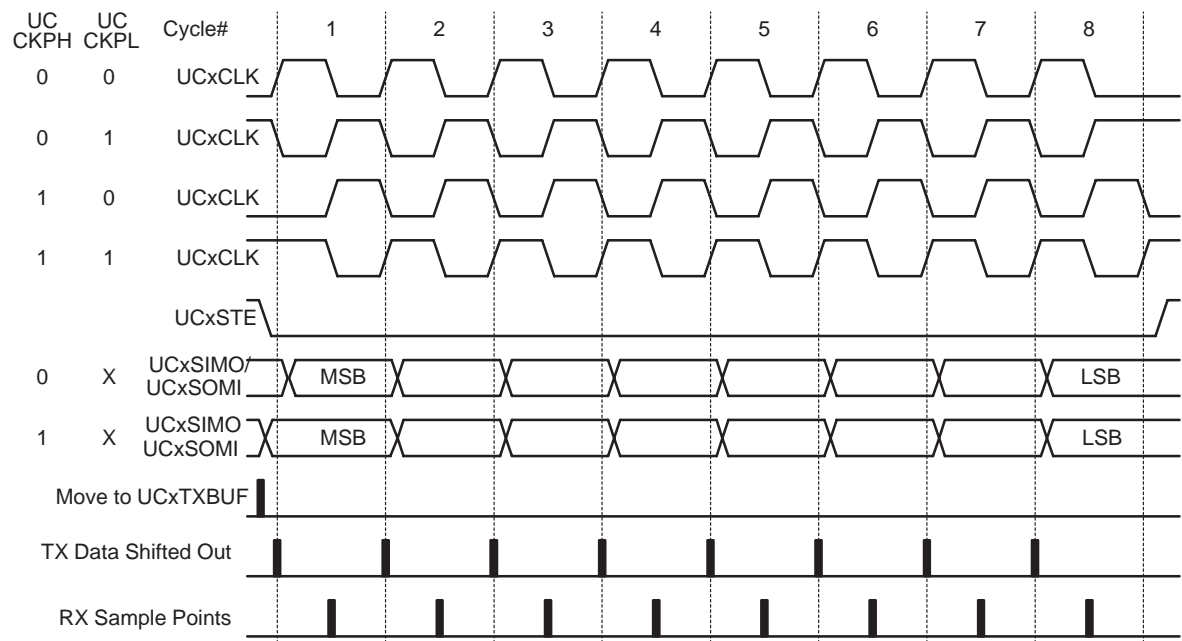 UC CKPH UC CKPL Cycle# 1 2 3 4 5 6 7 8
0 0 UCxCLK
0 1 UCxCLK
1 0 UCxCLK
1 1 UCxCLK
UCxSTE
0 X UCxSIMO/ UCxSOMI MSB LSB
1 X UCxSIMO UCxSOMI MSB LSB
Move to UCxTXBUF
TX Data Shifted Out
RX Sample Points